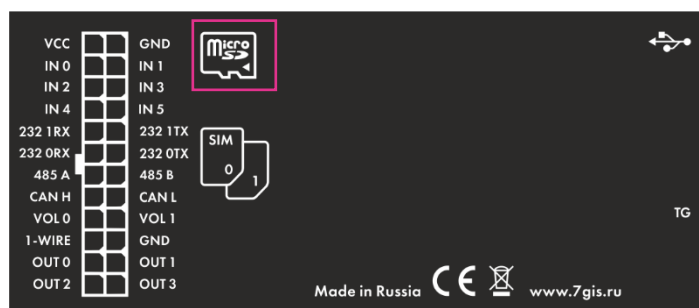 VCC GND
IN 0 IN 1
IN 2 IN 3
IN 4 IN 5
232 1RX 232 1TX
232 0RX 232 0TX
485 A 485 B
CAN H CAN L
VOL 0 VOL 1
1-WIRE GND
OUT 0 OUT 1
OUT 2 OUT 3
Micro
SD
SIM
0
1
TG
Made in Russia CE www.7gis.ru